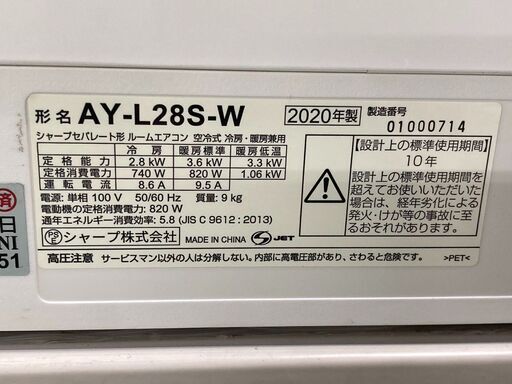 形名 AY-L28S-W 2020年製 製造番号 01000714
シャープセパレート形 ルームエアコン 空冷式 冷房・暖房兼用
冷房 暖房標準 暖房低温
定格能力 2.8 kW 3.6 kW 3.3 kW
定格消費電力 740 W 820 W 1.06 kW
運転電流 8.6 A 9.5 A
電源:単相 100 V 50/60 Hz 質量:9 kg
電動機の定格消費電力:820 W
通年エネルギー消費効率:5.8 (JIS C 9612:2013)
PSE シャープ株式会社 MADE IN CHINA JET
高圧注意 サービスマン以外の人は分解しない。内部に高電圧部があり、さわると危険です。
【設計上の標準使用期間】
10年
設計上の標準使用期間を
超えてお使いいただいた
場合は、経年劣化による
発火・けが等の事故に至
るおそれがあります。
>PET<
済
日
NI
51